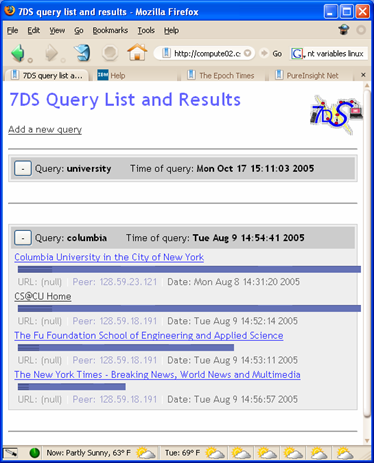 7DS query list and results - Mozilla Firefox
File Edit View Go Bookmarks Tools Help
http://compute02.cs Go nt variables linux
7DS query list a... Help The Epoch Times PureInsight Net
7DS Query List and Results
7DS
Add a new query
- Query: university Time of query: Mon Oct 17 15:11:03 2005
- Query: columbia Time of query: Tue Aug 9 14:54:41 2005
Columbia University in the City of New York
URL: (null) Peer: 128.59.23.121 Date: Mon Aug 8 14:31:20 2005
CS@CU Home
URL: (null) Peer: 128.59.18.191 Date: Tue Aug 9 14:52:14 2005
The Fu Foundation School of Engineering and Applied Science
URL: (null) Peer: 128.59.18.191 Date: Tue Aug 9 14:53:11 2005
The New York Times - Breaking News, World News and Multimedia
URL: (null) Peer: 128.59.18.191 Date: Tue Aug 9 14:56:57 2005
Now: Partly Sunny, 63° F Tue: 69° F